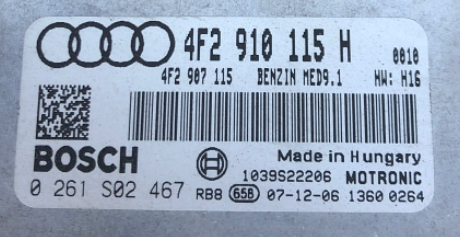 4F2 910 115 H 0010
4F2 907 115 BENZIN MED9.1 HW: H16
BOSCH Made in Hungary
1039S22206 MOTRONIC
0 261 S02 467 RB8 658 07-12-06 1360 0264